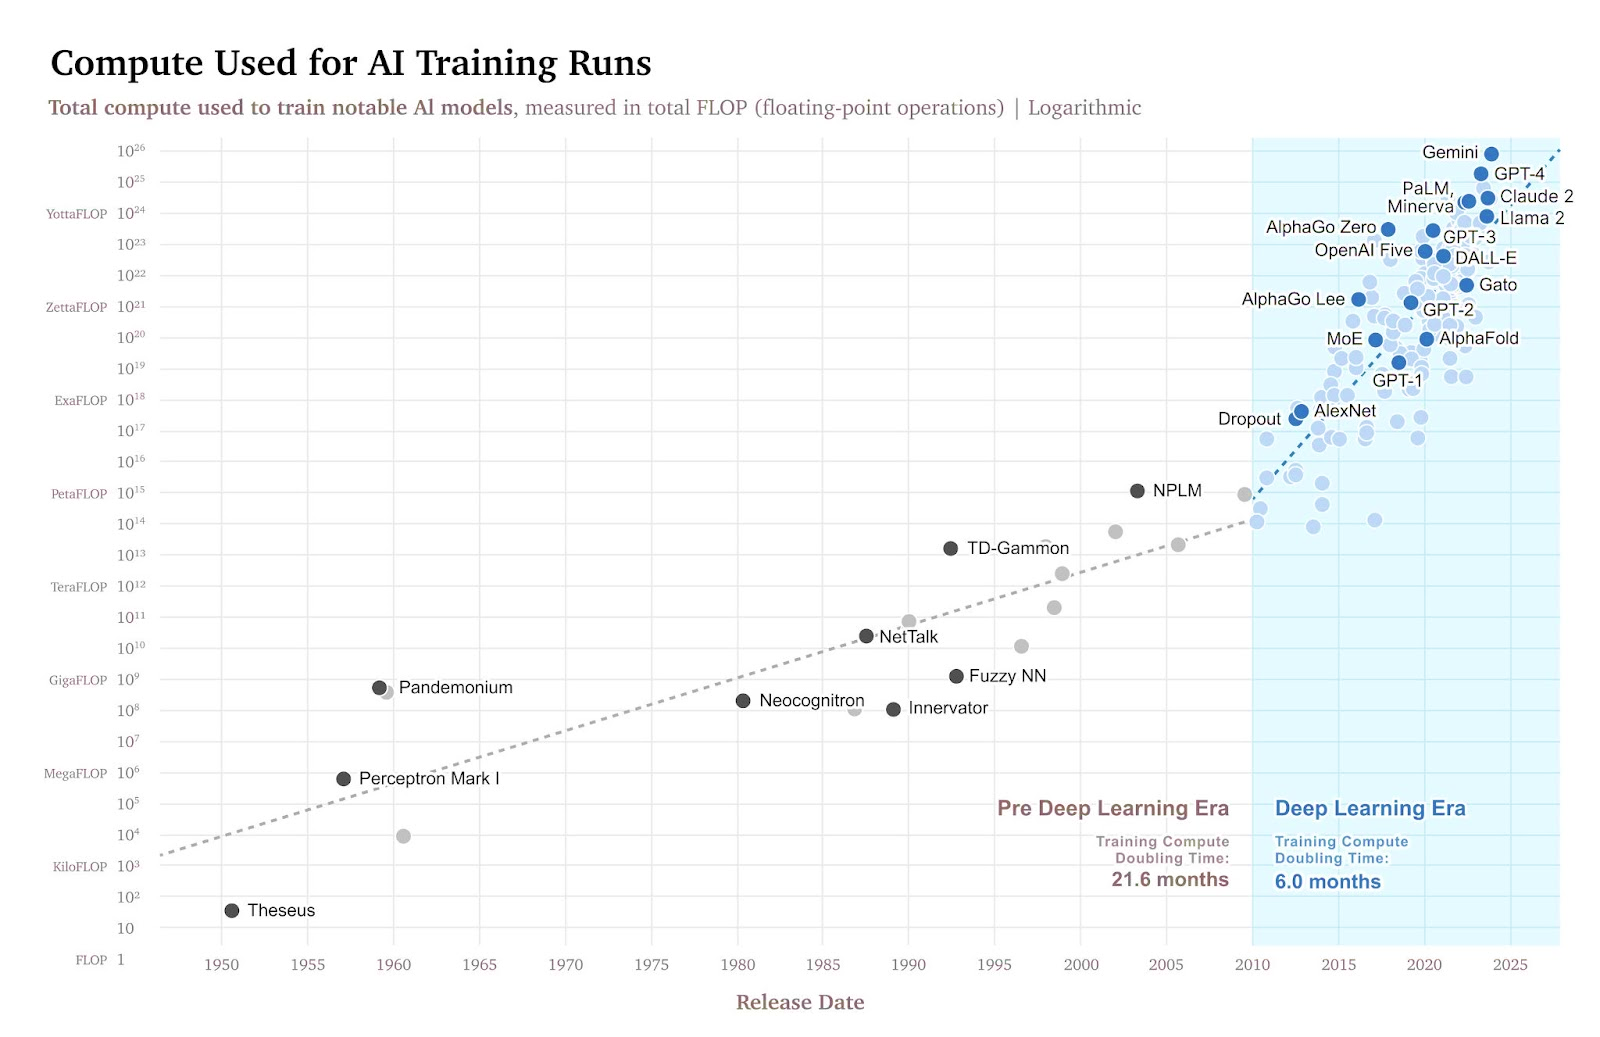 Compute Used for AI Training Runs
Total compute used to train notable AI models, measured in total FLOP (floating-point operations) | Logarithmic
10²⁶
10²⁵
YottaFLOP 10²⁴
10²³
10²²
ZettaFLOP 10²¹
10²⁰
10¹⁹
ExaFLOP 10¹⁸
10¹⁷
10¹⁶
PetaFLOP 10¹⁵
10¹⁴
10¹³
TeraFLOP 10¹²
10¹¹
10¹⁰
GigaFLOP 10⁹
10⁸
10⁷
MegaFLOP 10⁶
10⁵
10⁴
KiloFLOP 10³
10²
10
FLOP 1
Gemini
GPT-4
PaLM,
Minerva
Claude 2
Llama 2
AlphaGo Zero
GPT-3
OpenAI Five
DALL-E
Gato
AlphaGo Lee
GPT-2
MoE
AlphaFold
GPT-1
AlexNet
Dropout
NPLM
TD-Gammon
NetTalk
Fuzzy NN
Pandemonium
Neocognitron
Innervator
Perceptron Mark I
Theseus
Pre Deep Learning Era
Training Compute
Doubling Time:
21.6 months
Deep Learning Era
Training Compute
Doubling Time:
6.0 months
1950 1955 1960 1965 1970 1975 1980 1985 1990 1995 2000 2005 2010 2015 2020 2025
Release Date